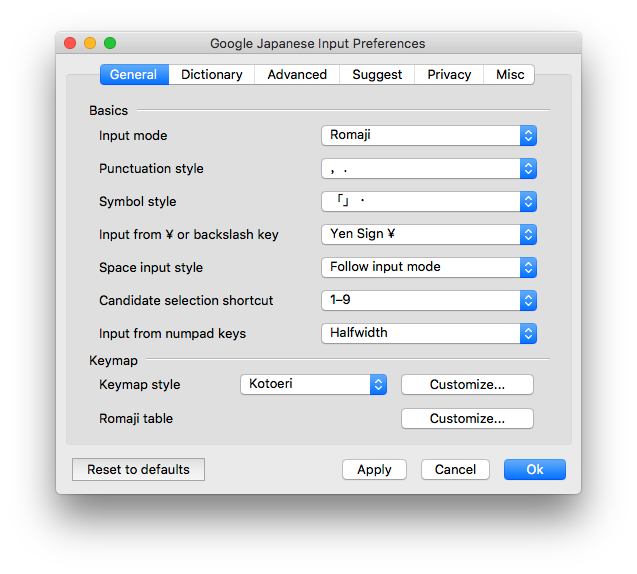 Google Japanese Input Preferences
General Dictionary Advanced Suggest Privacy Misc
Basics
Input mode Romaji
Punctuation style ， ．
Symbol style 「」 ・
Input from ¥ or backslash key Yen Sign ¥
Space input style Follow input mode
Candidate selection shortcut 1–9
Input from numpad keys Halfwidth
Keymap
Keymap style Kotoeri Customize...
Romaji table Customize...
Reset to defaults Apply Cancel Ok